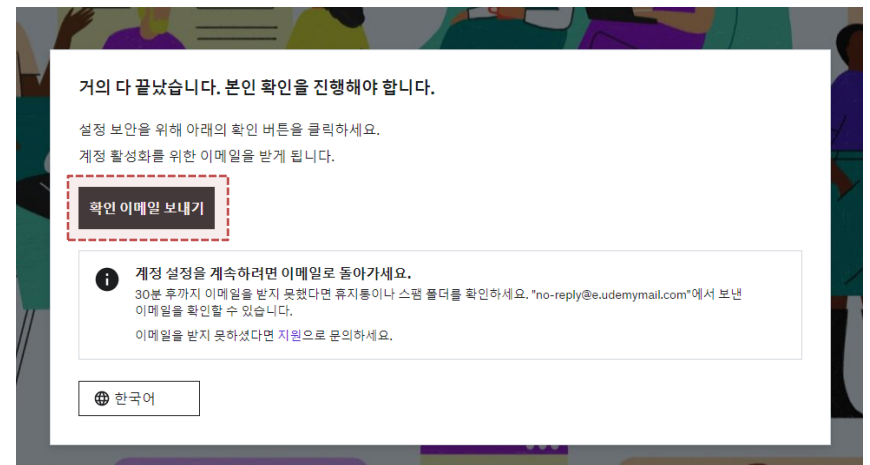 거의 다 끝났습니다. 본인 확인을 진행해야 합니다.
설정 보안을 위해 아래의 확인 버튼을 클릭하세요.
계정 활성화를 위한 이메일을 받게 됩니다.
확인 이메일 보내기
계정 설정을 계속하려면 이메일로 돌아가세요.
30분 후까지 이메일을 받지 못했다면 휴지통이나 스팸 폴더를 확인하세요. "no-reply@e.udemymail.com"에서 보낸
이메일을 확인할 수 있습니다.
이메일을 받지 못하셨다면 지원으로 문의하세요.
한국어